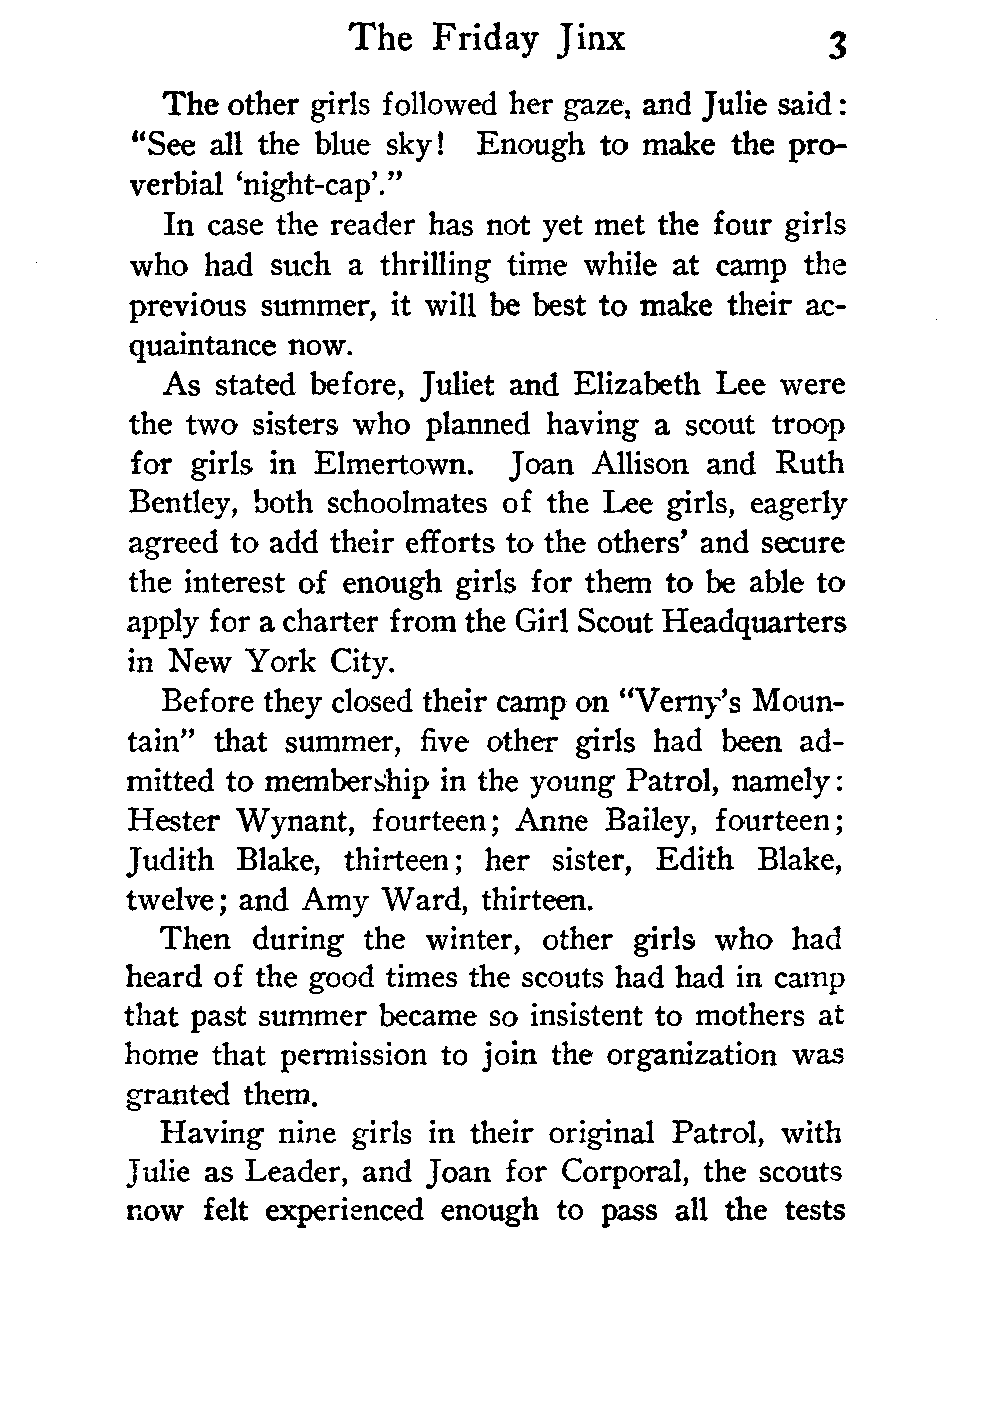 The Friday Jinx 3
The other girls followed her gaze, and Julie said:
“See all the blue sky! Enough to make the pro-
verbial ‘night-cap’.”
In case the reader has not yet met the four girls
who had such a thrilling time while at camp the
previous summer, it will be best to make their ac-
quaintance now.
As stated before, Juliet and Elizabeth Lee were
the two sisters who planned having a scout troop
for girls in Elmertown. Joan Allison and Ruth
Bentley, both schoolmates of the Lee girls, eagerly
agreed to add their efforts to the others’ and secure
the interest of enough girls for them to be able to
apply for a charter from the Girl Scout Headquarters
in New York City.
Before they closed their camp on “Verny’s Moun-
tain” that summer, five other girls had been ad-
mitted to membership in the young Patrol, namely:
Hester Wynant, fourteen; Anne Bailey, fourteen;
Judith Blake, thirteen; her sister, Edith Blake,
twelve; and Amy Ward, thirteen.
Then during the winter, other girls who had
heard of the good times the scouts had had in camp
that past summer became so insistent to mothers at
home that permission to join the organization was
granted them.
Having nine girls in their original Patrol, with
Julie as Leader, and Joan for Corporal, the scouts
now felt experienced enough to pass all the tests